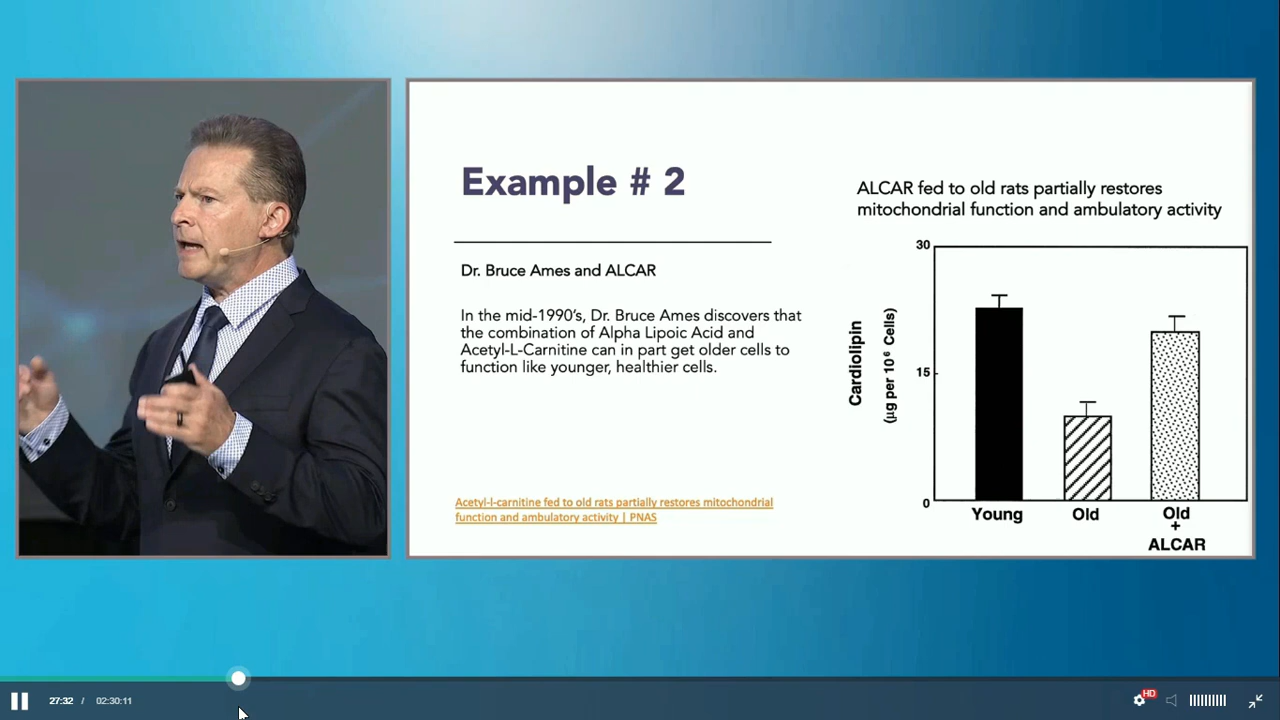 Example # 2
Dr. Bruce Ames and ALCAR
In the mid-1990's, Dr. Bruce Ames discovers that
the combination of Alpha Lipoic Acid and
Acetyl-L-Carnitine can in part get older cells to
function like younger, healthier cells.
Acetyl-l-carnitine fed to old rats partially restores mitochondrial
function and ambulatory activity | PNAS
ALCAR fed to old rats partially restores
mitochondrial function and ambulatory activity
Cardiolipin
(µg per 10⁶ Cells)
30
15
0
Young
Old
Old
+
ALCAR
27:32 / 02:30:11
HD